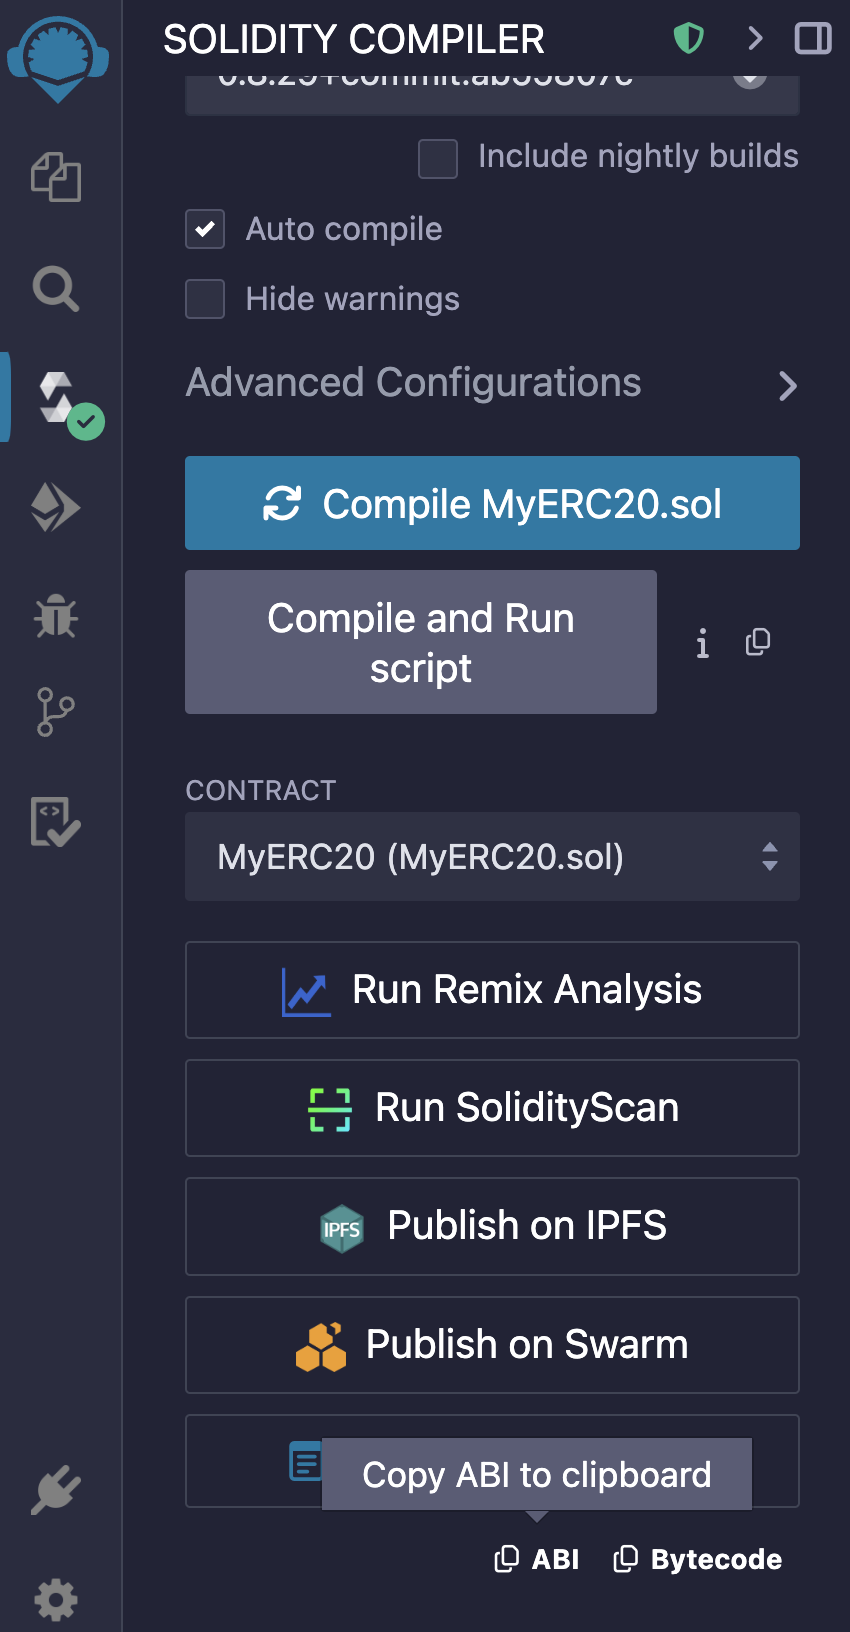 SOLIDITY COMPILER
Include nightly builds
Auto compile
Hide warnings
Advanced Configurations
Compile MyERC20.sol
Compile and Run
script
i
CONTRACT
MyERC20 (MyERC20.sol)
Run Remix Analysis
Run SolidityScan
IPFS Publish on IPFS
Publish on Swarm
Copy ABI to clipboard
ABI Bytecode